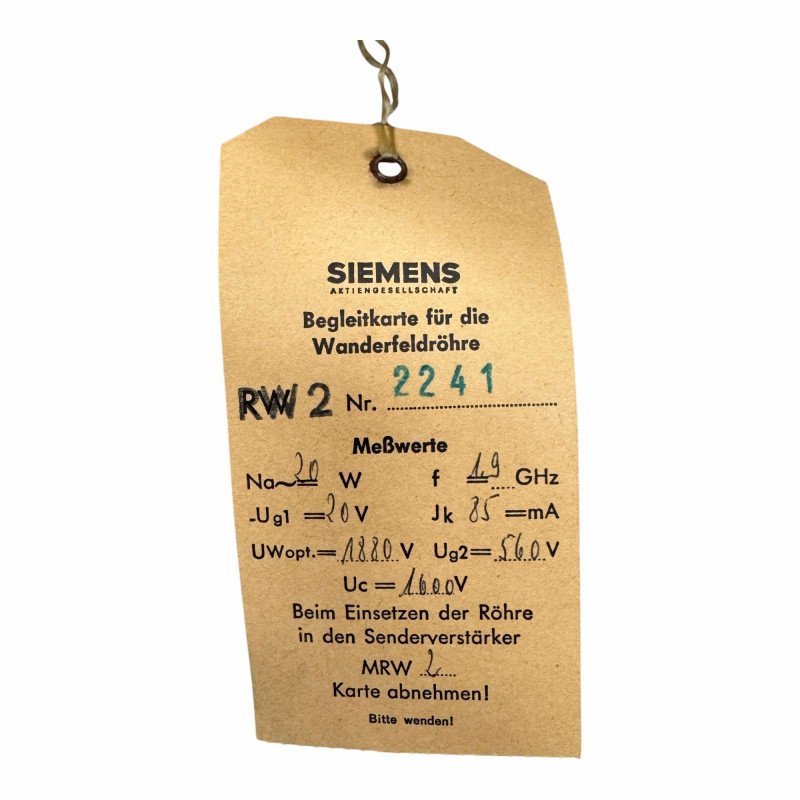 SIEMENS
AKTIENGESELLSCHAFT
Begleitkarte für die
Wanderfeldröhre
RW 2 Nr. 2241
Meßwerte
Na~=20 W f =1,9 GHz
-Ug1 =20 V Jk 85 =mA
UWopt.=1880 V Ug2=560 V
Uc =1600 V
Beim Einsetzen der Röhre
in den Senderverstärker
MRW 2
Karte abnehmen!
Bitte wenden!